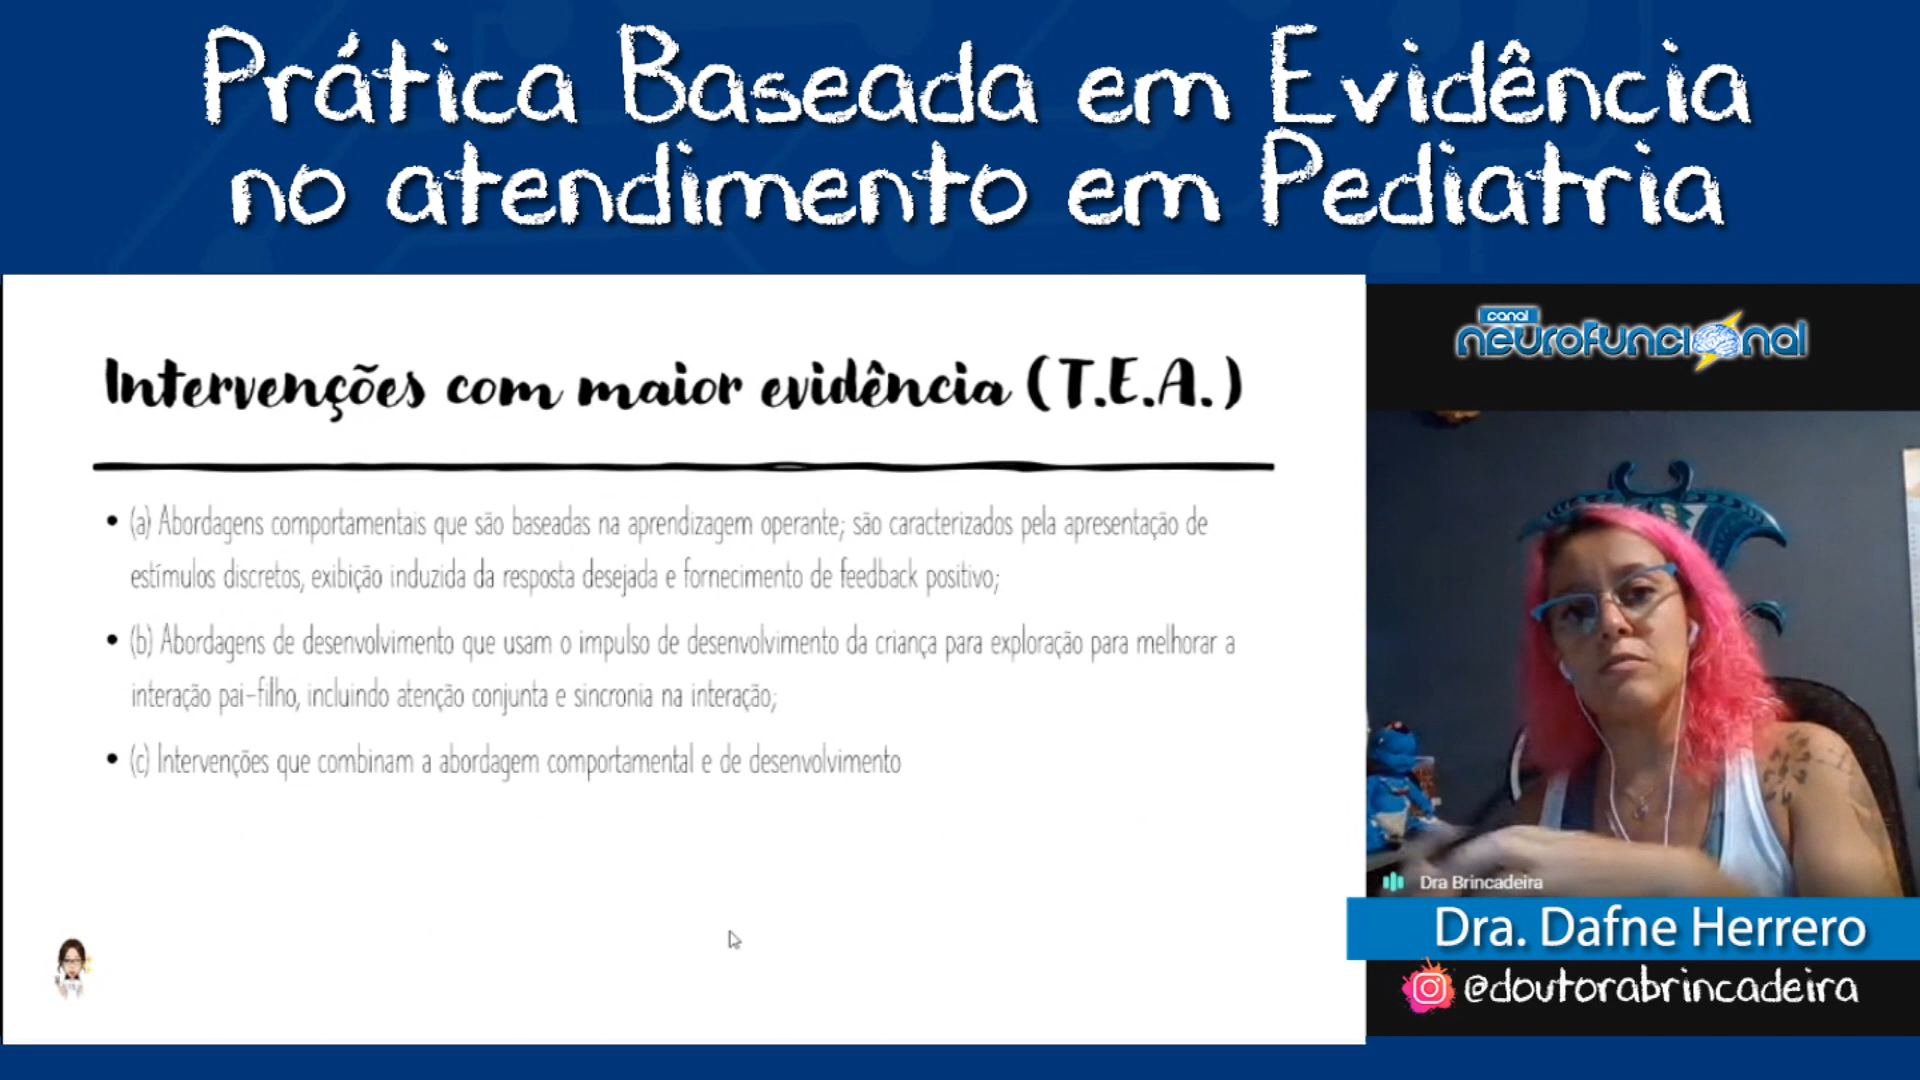 Prática Baseada em Evidência
no atendimento em Pediatria
Intervenções com maior evidência (T.E.A.)
• (a) Abordagens comportamentais que são baseadas na aprendizagem operante; são caracterizados pela apresentação de
estímulos discretos, exibição induzida da resposta desejada e fornecimento de feedback positivo;
• (b) Abordagens de desenvolvimento que usam o impulso de desenvolvimento da criança para exploração para melhorar a
interação pai-filho, incluindo atenção conjunta e sincronia na interação;
• (c) Intervenções que combinam a abordagem comportamental e de desenvolvimento
canal
neurofuncional
Dra Brincadeira
Dra. Dafne Herrero
@doutorabrincadeira